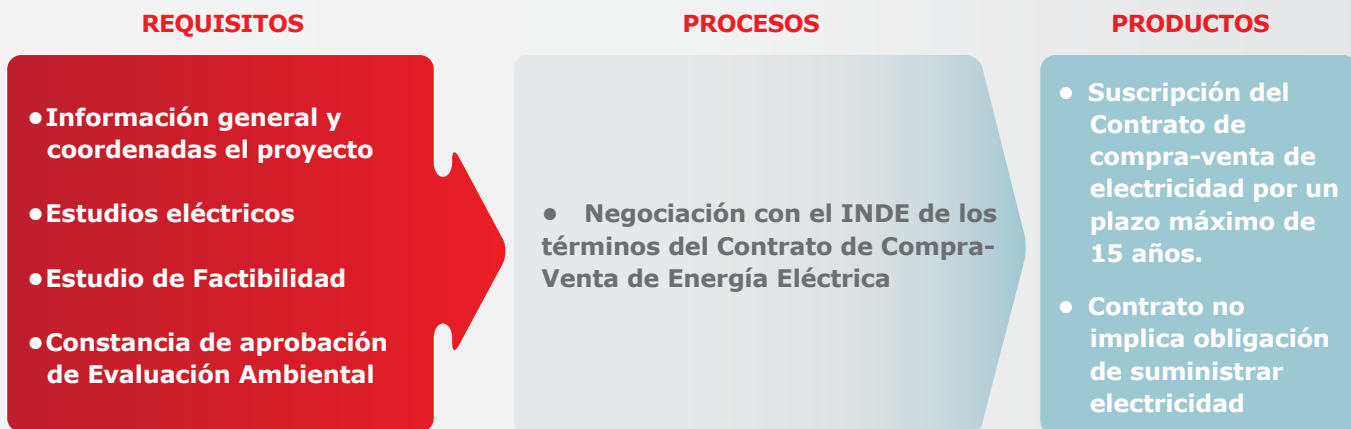 REQUISITOS
●Información general y
coordenadas el proyecto
●Estudios eléctricos
●Estudio de Factibilidad
●Constancia de aprobación
de Evaluación Ambiental
PROCESOS
● Negociación con el INDE de los
términos del Contrato de Compra-
Venta de Energía Eléctrica
PRODUCTOS
● Suscripción del
Contrato de
compra-venta de
electricidad por un
plazo máximo de
15 años.
● Contrato no
implica obligación
de suministrar
electricidad